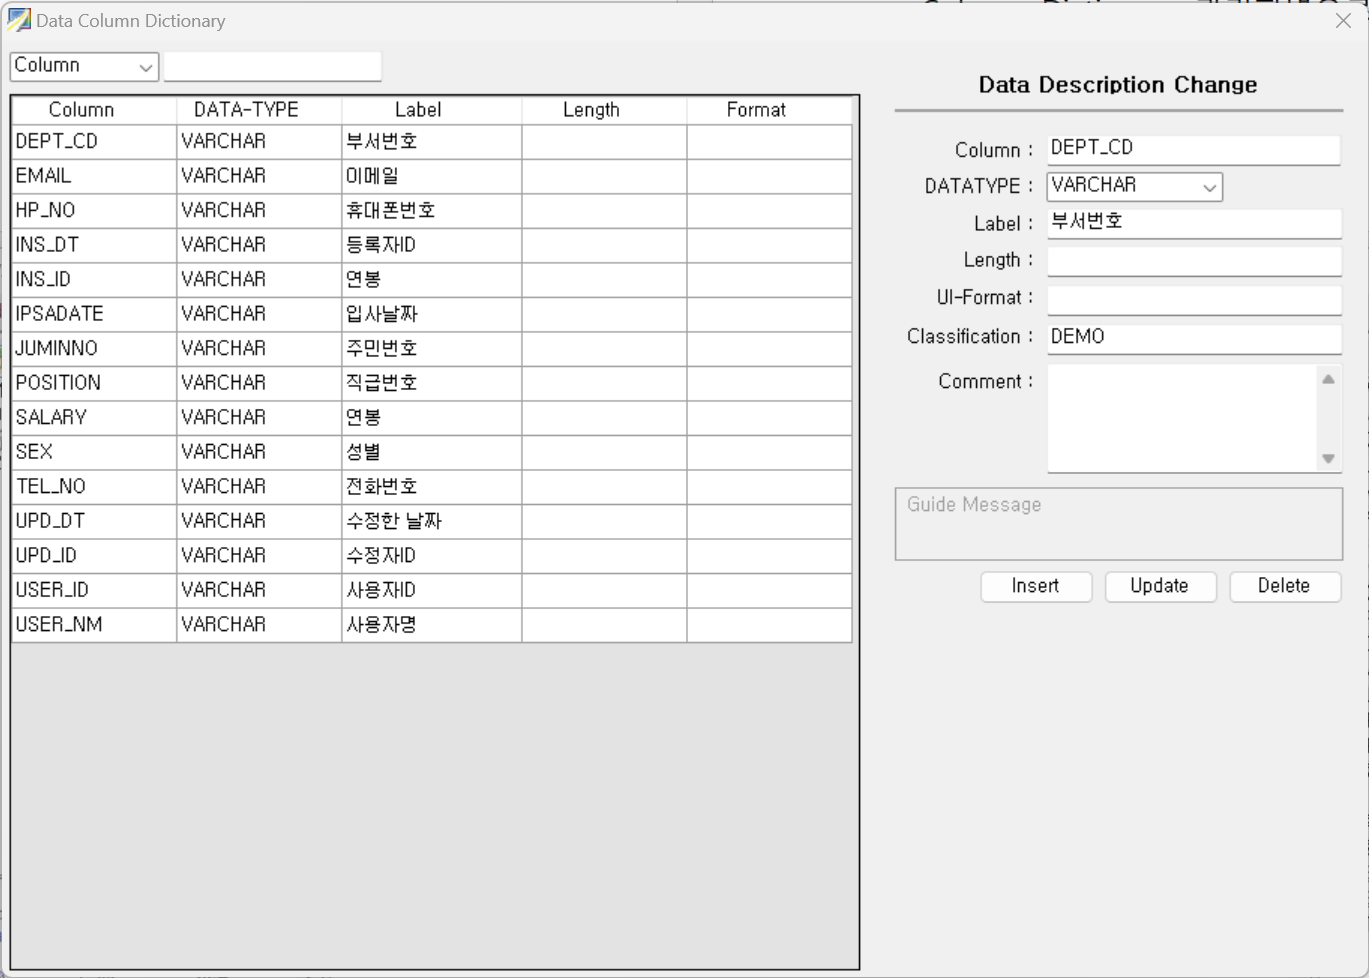 Data Column Dictionary
Column
Column DATA-TYPE Label Length Format
DEPT_CD VARCHAR 부서번호
EMAIL VARCHAR 이메일
HP_NO VARCHAR 휴대폰번호
INS_DT VARCHAR 등록자ID
INS_ID VARCHAR 연봉
IPSADATE VARCHAR 입사날짜
JUMINNO VARCHAR 주민번호
POSITION VARCHAR 직급번호
SALARY VARCHAR 연봉
SEX VARCHAR 성별
TEL_NO VARCHAR 전화번호
UPD_DT VARCHAR 수정한 날짜
UPD_ID VARCHAR 수정자ID
USER_ID VARCHAR 사용자ID
USER_NM VARCHAR 사용자명
Data Description Change
Column : DEPT_CD
DATATYPE : VARCHAR
Label : 부서번호
Length :
UI-Format :
Classification : DEMO
Comment :
Guide Message
Insert Update Delete